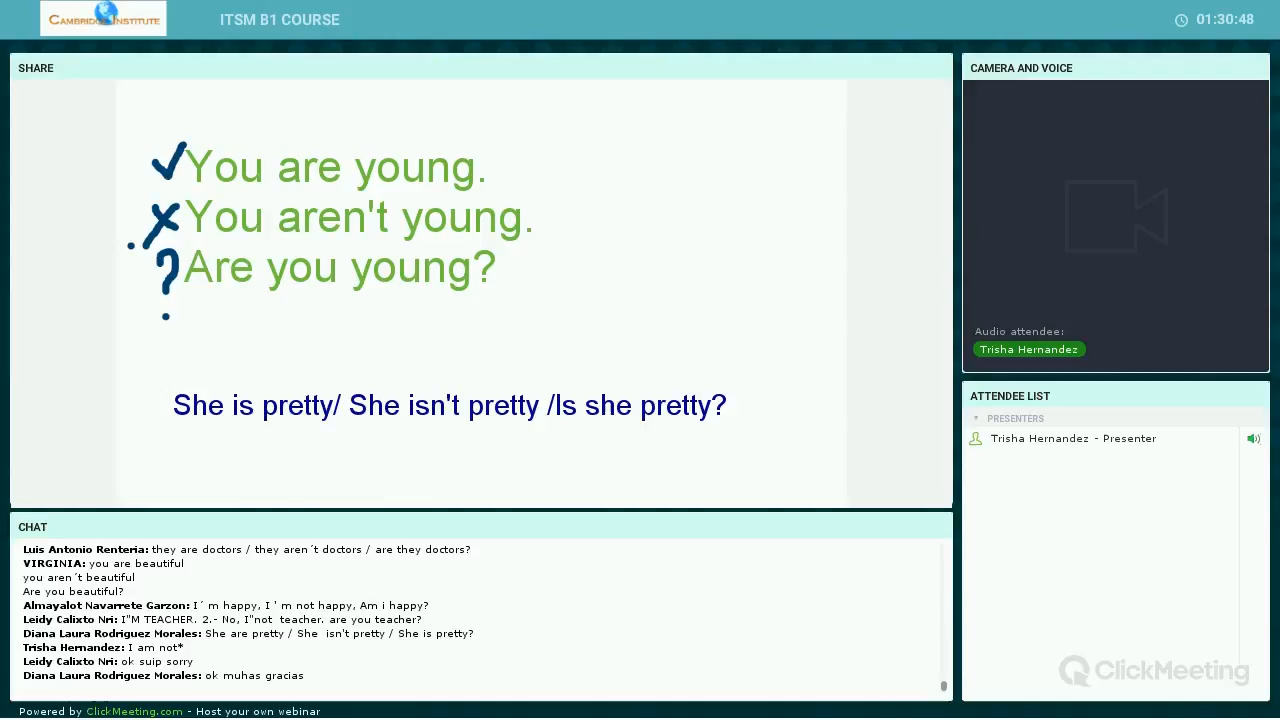 CAMBRIDGE INSTITUTE
ITSM B1 COURSE
01:30:48
SHARE
You are young.
You aren't young.
Are you young?
She is pretty/ She isn't pretty /Is she pretty?
CAMERA AND VOICE
Audio attendee:
Trisha Hernandez
ATTENDEE LIST
PRESENTERS
Trisha Hernandez - Presenter
CHAT
Luis Antonio Renteria: they are doctors / they aren´t doctors / are they doctors?
VIRGINIA: you are beautiful
you aren´t beautiful
Are you beautiful?
Almayalot Navarrete Garzon: I´ m happy, I ' m not happy, Am i happy?
Leidy Calixto Nri: I"M TEACHER. 2.- No, I"not  teacher. are you teacher?
Diana Laura Rodriguez Morales: She are pretty / She  isn't pretty / She is pretty?
Trisha Hernandez: I am not*
Leidy Calixto Nri: ok suip sorry
Diana Laura Rodriguez Morales: ok muhas gracias
ClickMeeting
Powered by ClickMeeting.com - Host your own webinar